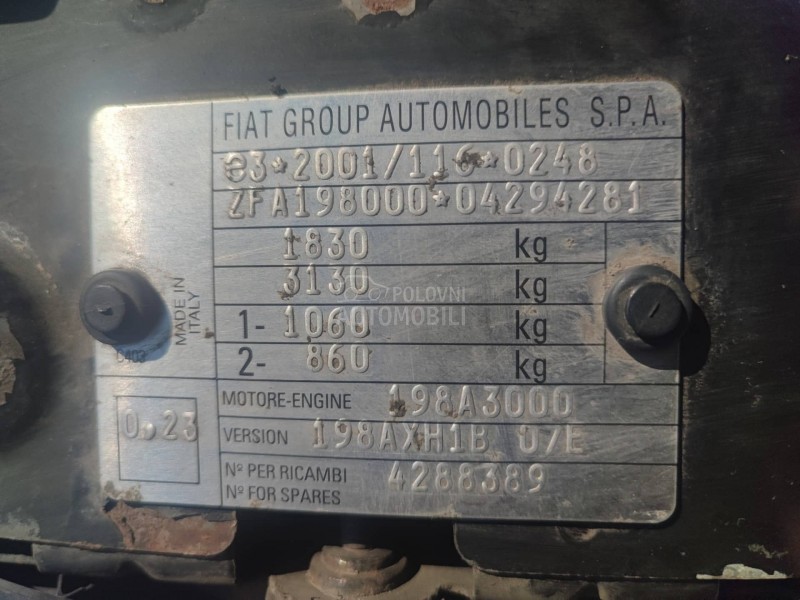 FIAT GROUP AUTOMOBILES S.P.A.
e3*2001/116*0248
ZFA198000*04294281
1830 kg
3130 kg
1- 1060 kg
2- 860 kg
MADE IN ITALY
0.23
MOTORE-ENGINE 198A3000
VERSION 198AXH1B 07E
Nº PER RICAMBI 4288389
Nº FOR SPARES
POLOVNI
AUTOMOBILI